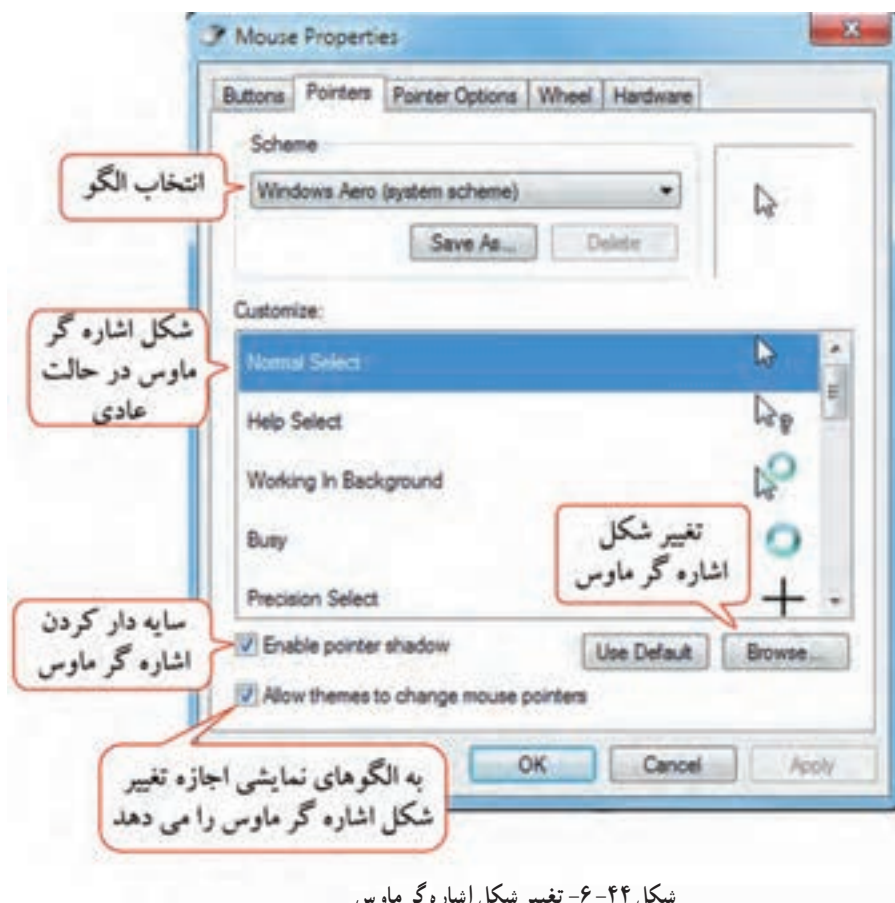 Mouse Properties
Buttons Pointers Pointer Options Wheel Hardware
Scheme
انتخاب الگو
Windows Aero (system scheme)
Save As... Delete
Customize:
شکل اشاره گر
ماوس در حالت
عادی
Normal Select
Help Select
Working In Background
Busy
Precision Select
تغییر شکل
اشاره گر ماوس
سایه دار کردن
اشاره گر ماوس
Enable pointer shadow
Use Default Browse...
Allow themes to change mouse pointers
به الگوهای نمایشی اجازه تغییر
شکل اشاره گر ماوس را می دهد
OK Cancel Apply
شکل ۴۴-۶- تغییر شکل اشاره گر ماوس